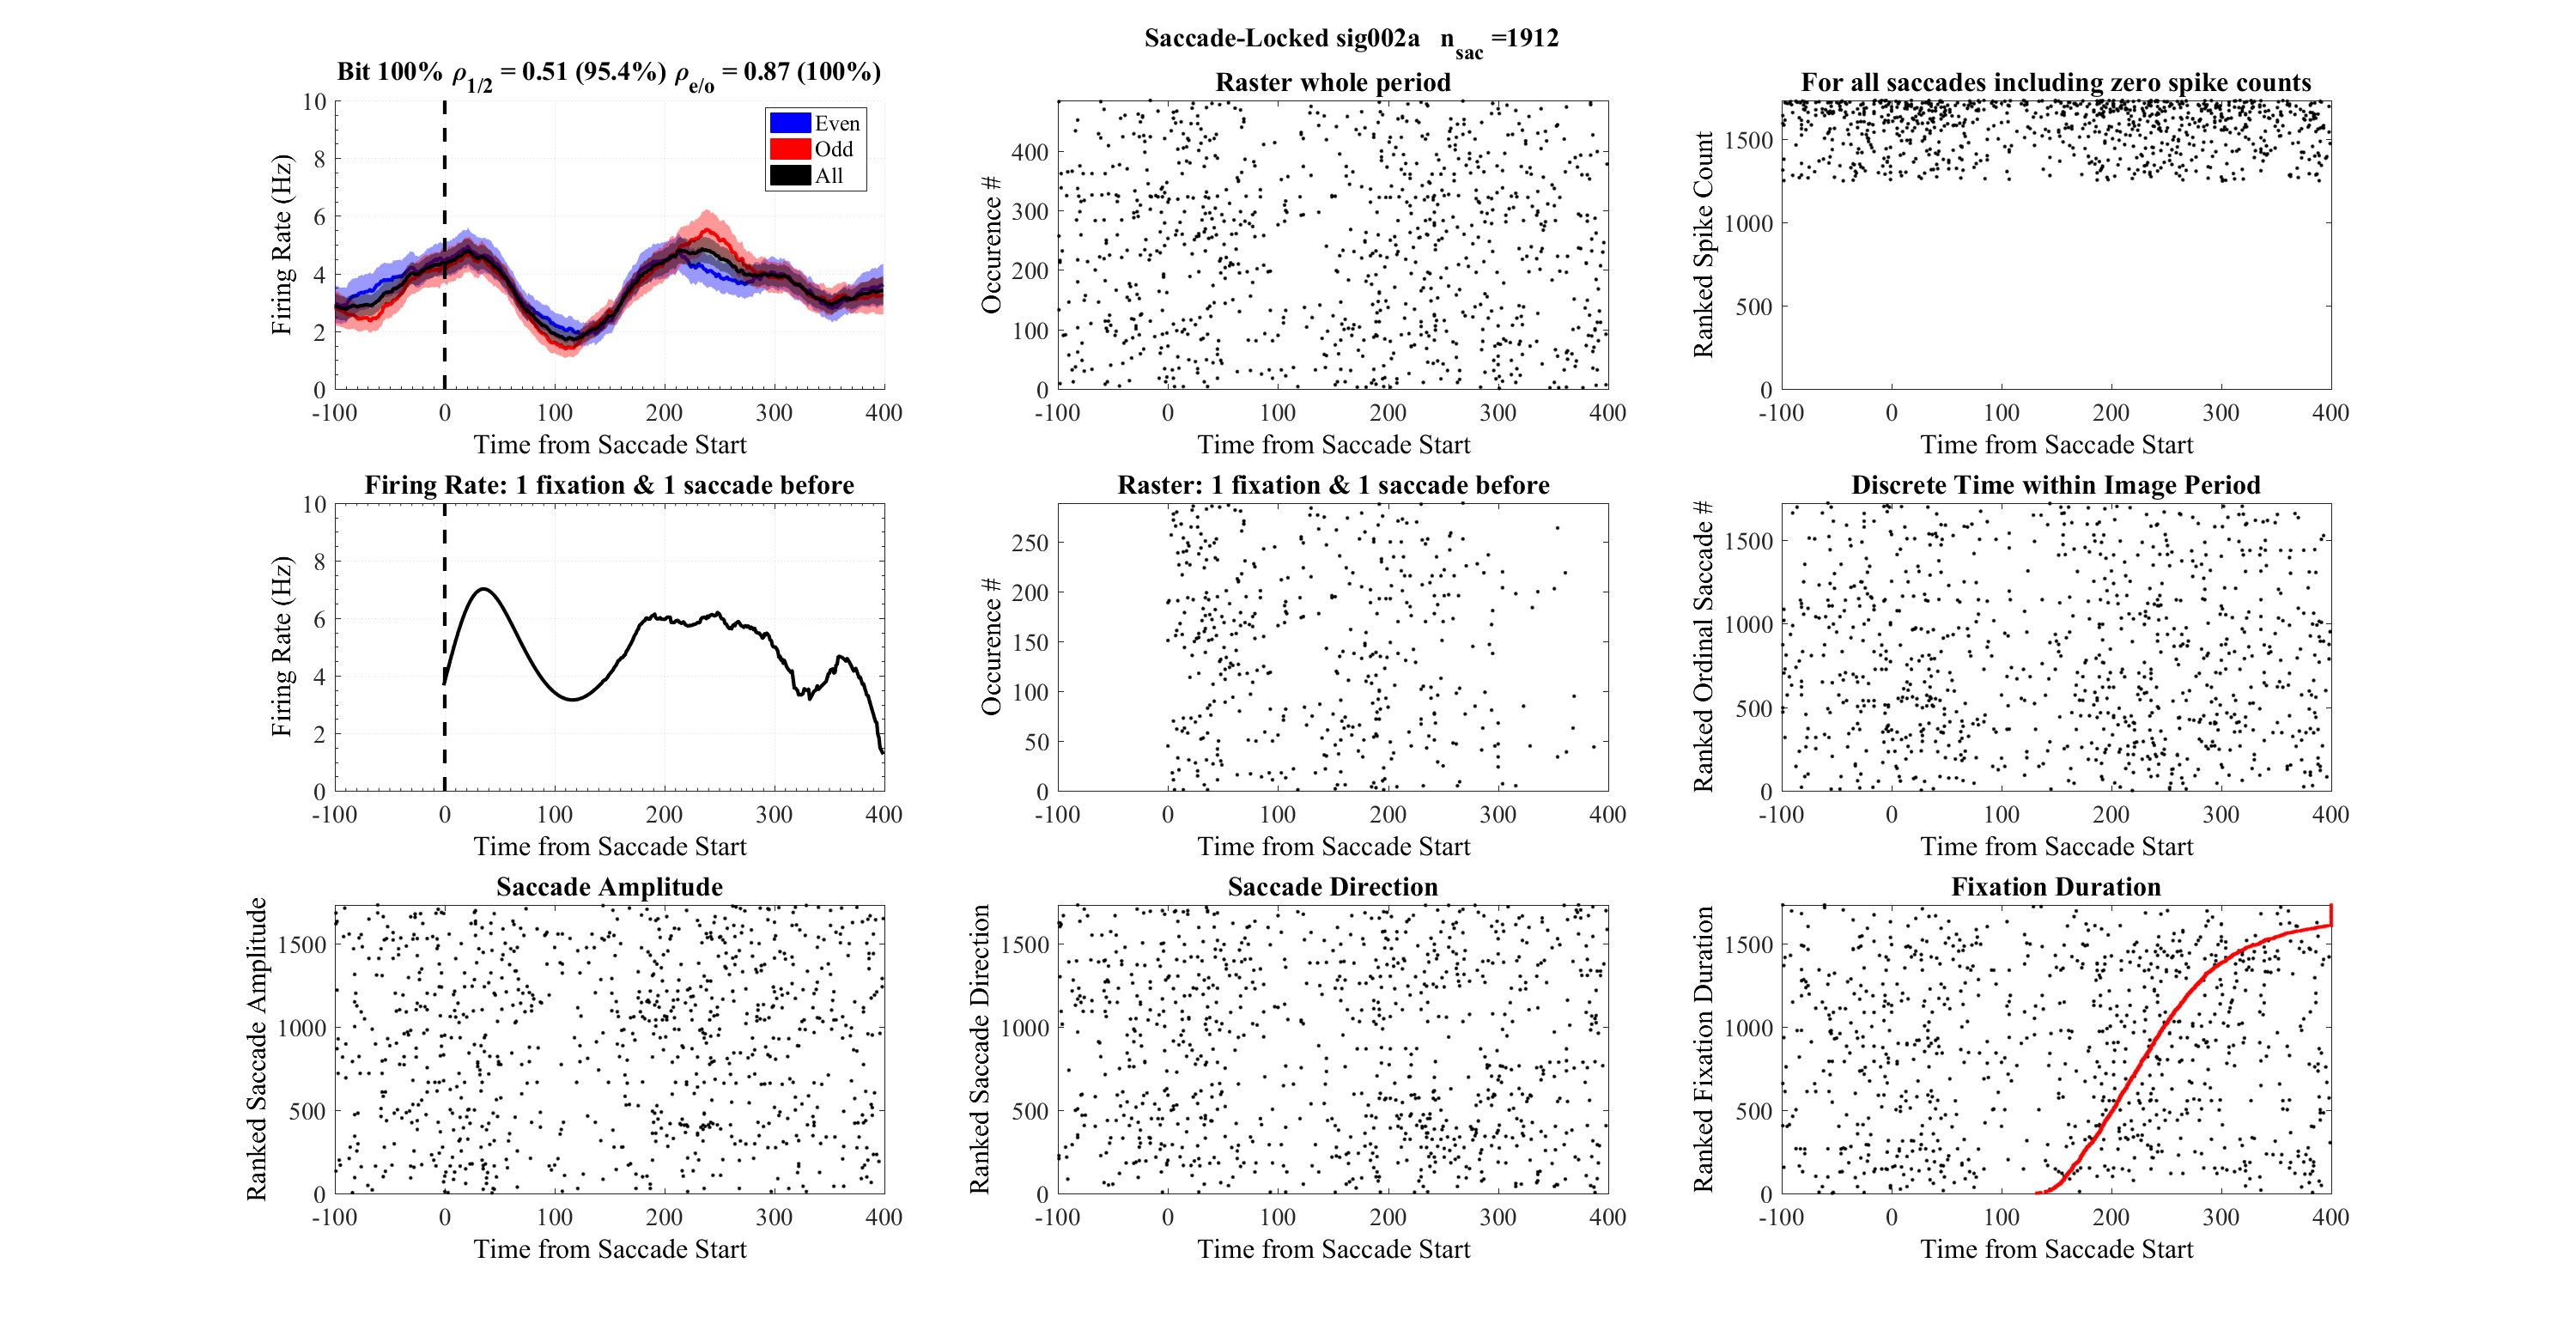 Saccade-Locked sig002a n_sac =1912
Bit 100% ρ_1/2 = 0.51 (95.4%) ρ_e/o = 0.87 (100%)
10
8
6
4
2
0
Firing Rate (Hz)
Even
Odd
All
-100 0 100 200 300 400
Time from Saccade Start
Raster whole period
400
300
200
100
0
Occurence #
-100 0 100 200 300 400
Time from Saccade Start
For all saccades including zero spike counts
1500
1000
500
0
Ranked Spike Count
-100 0 100 200 300 400
Time from Saccade Start
Firing Rate: 1 fixation & 1 saccade before
10
8
6
4
2
0
Firing Rate (Hz)
-100 0 100 200 300 400
Time from Saccade Start
Raster: 1 fixation & 1 saccade before
250
200
150
100
50
0
Occurence #
-100 0 100 200 300 400
Time from Saccade Start
Discrete Time within Image Period
1500
1000
500
0
Ranked Ordinal Saccade #
-100 0 100 200 300 400
Time from Saccade Start
Saccade Amplitude
1500
1000
500
0
Ranked Saccade Amplitude
-100 0 100 200 300 400
Time from Saccade Start
Saccade Direction
1500
1000
500
0
Ranked Saccade Direction
-100 0 100 200 300 400
Time from Saccade Start
Fixation Duration
1500
1000
500
0
Ranked Fixation Duration
-100 0 100 200 300 400
Time from Saccade Start